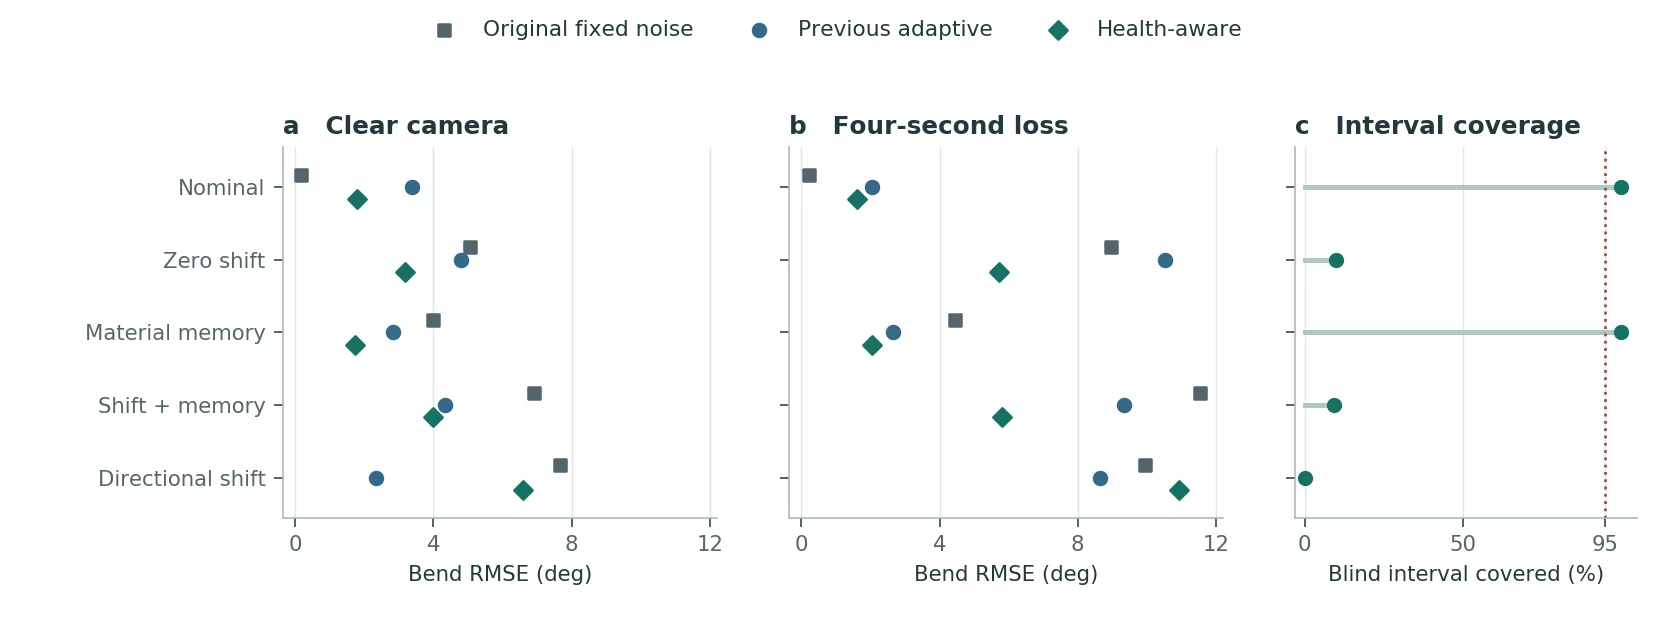 Original fixed noise Previous adaptive Health-aware
a Clear camera
b Four-second loss
c Interval coverage
Nominal
Zero shift
Material memory
Shift + memory
Directional shift
0 4 8 12
0 4 8 12
0 50 95
Bend RMSE (deg)
Bend RMSE (deg)
Blind interval covered (%)